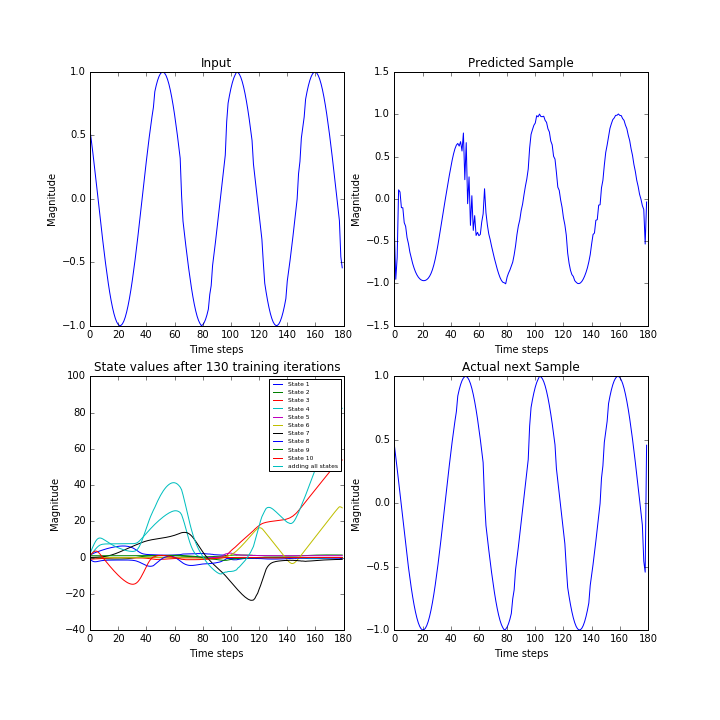 Input
Magnitude
1.0
0.5
0.0
−0.5
−1.0
0 20 40 60 80 100 120 140 160 180
Time steps
Predicted Sample
Magnitude
1.5
1.0
0.5
0.0
−0.5
−1.0
−1.5
0 20 40 60 80 100 120 140 160 180
Time steps
State values after 130 training iterations
Magnitude
100
80
60
40
20
0
−20
−40
State 1
State 2
State 3
State 4
State 5
State 6
State 7
State 8
State 9
State 10
adding all states
0 20 40 60 80 100 120 140 160 180
Time steps
Actual next Sample
Magnitude
1.0
0.5
0.0
−0.5
−1.0
0 20 40 60 80 100 120 140 160 180
Time steps